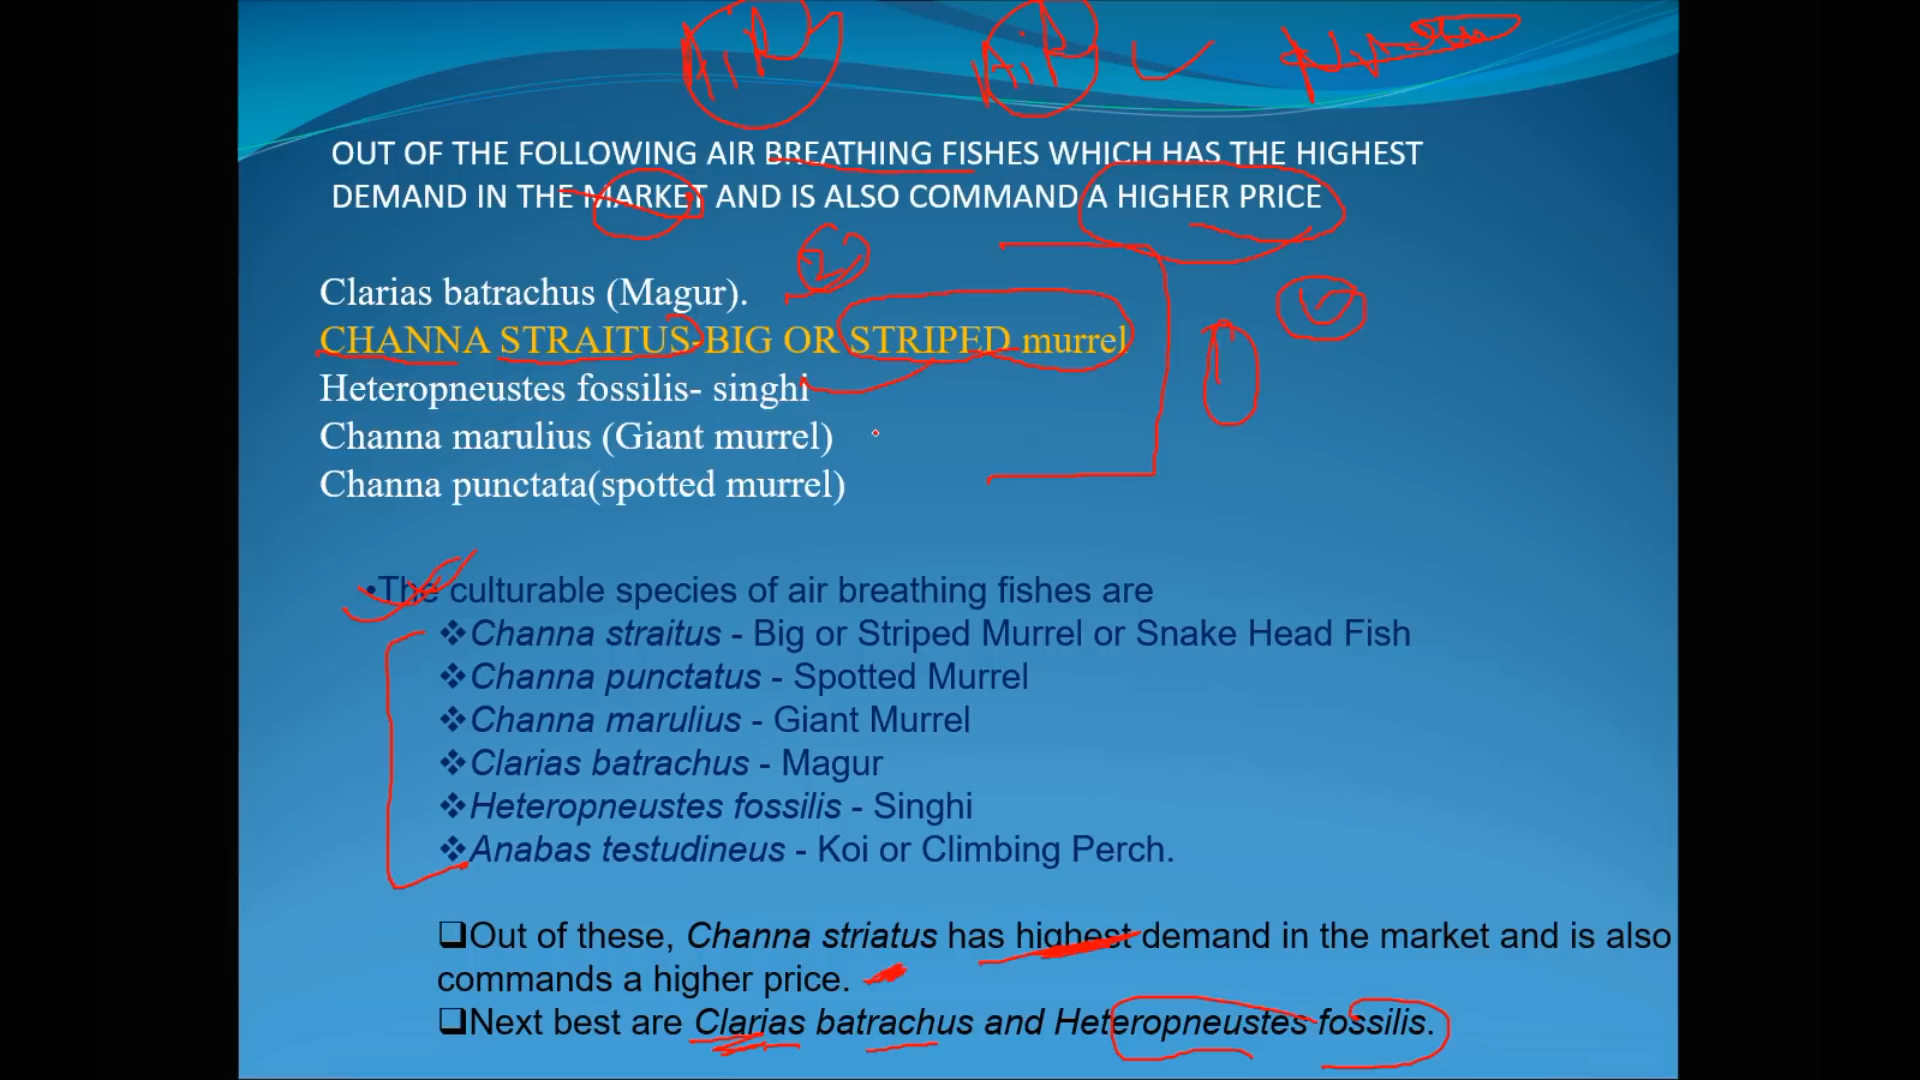 AiR AiR
OUT OF THE FOLLOWING AIR BREATHING FISHES WHICH HAS THE HIGHEST
DEMAND IN THE MARKET AND IS ALSO COMMAND A HIGHER PRICE
2
Clarias batrachus (Magur).
CHANNA STRAITUS-BIG OR STRIPED murrel
Heteropneustes fossilis- singhi
Channa marulius (Giant murrel)
Channa punctata(spotted murrel)
•The culturable species of air breathing fishes are
❖Channa straitus - Big or Striped Murrel or Snake Head Fish
❖Channa punctatus - Spotted Murrel
❖Channa marulius - Giant Murrel
❖Clarias batrachus - Magur
❖Heteropneustes fossilis - Singhi
❖Anabas testudineus - Koi or Climbing Perch.
❑Out of these, Channa striatus has highest demand in the market and is also
commands a higher price.
❑Next best are Clarias batrachus and Heteropneustes fossilis.